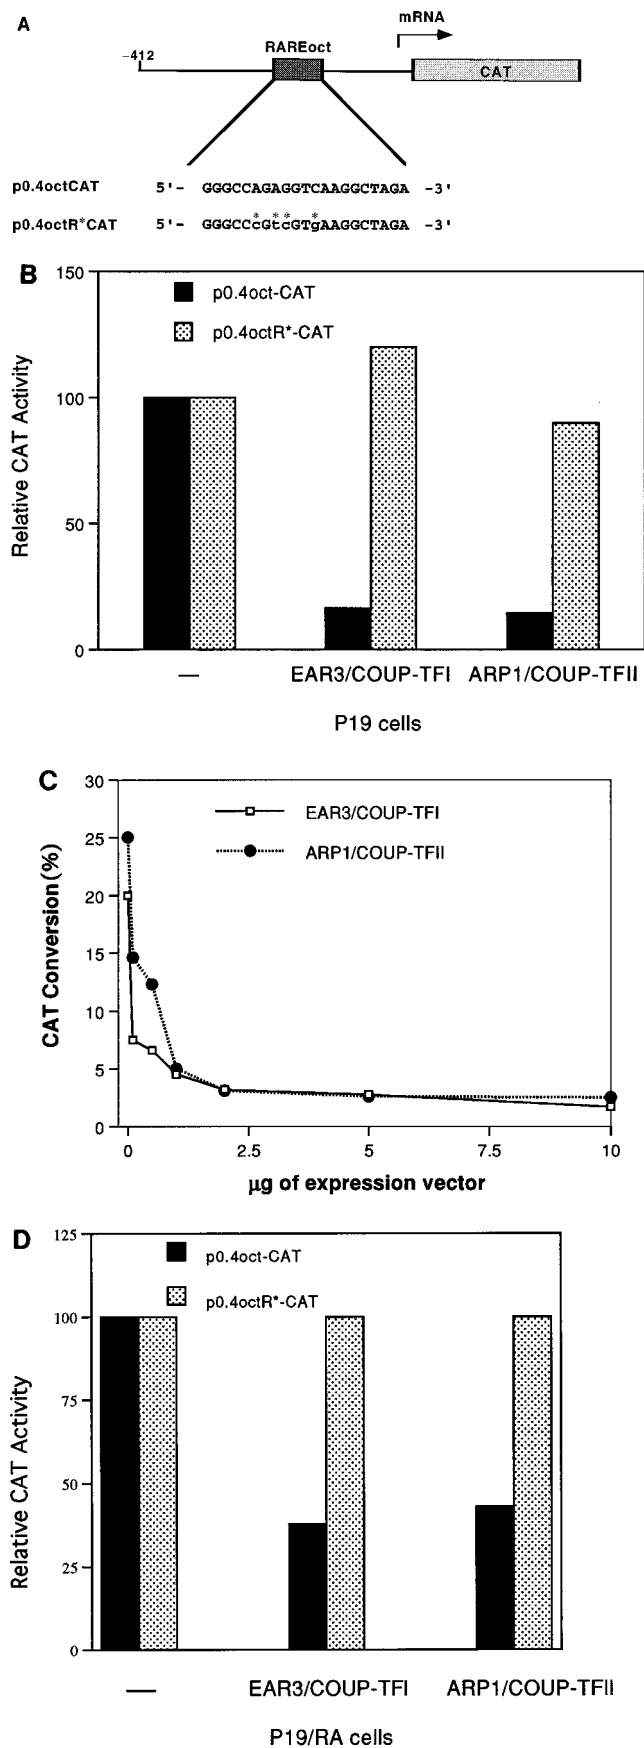 A
mRNA
-412
RAREoct
CAT
p0.4octCAT 5'- GGGCCAGAGGTCAAGGCTAGA -3'
* ** *
p0.4octR*CAT 5'- GGGCCcGtcGTgAAGGCTAGA -3'
B
150
p0.4oct-CAT
p0.4octR*-CAT
100
50
0
Relative CAT Activity
— EAR3/COUP-TFI ARP1/COUP-TFII
P19 cells
C
30
EAR3/COUP-TFI
ARP1/COUP-TFII
25
20
15
10
5
0
CAT Conversion(%)
0 2.5 5 7.5 10
µg of expression vector
D
125
p0.4oct-CAT
p0.4octR*-CAT
100
75
50
25
0
Relative CAT Activity
— EAR3/COUP-TFI ARP1/COUP-TFII
P19/RA cells